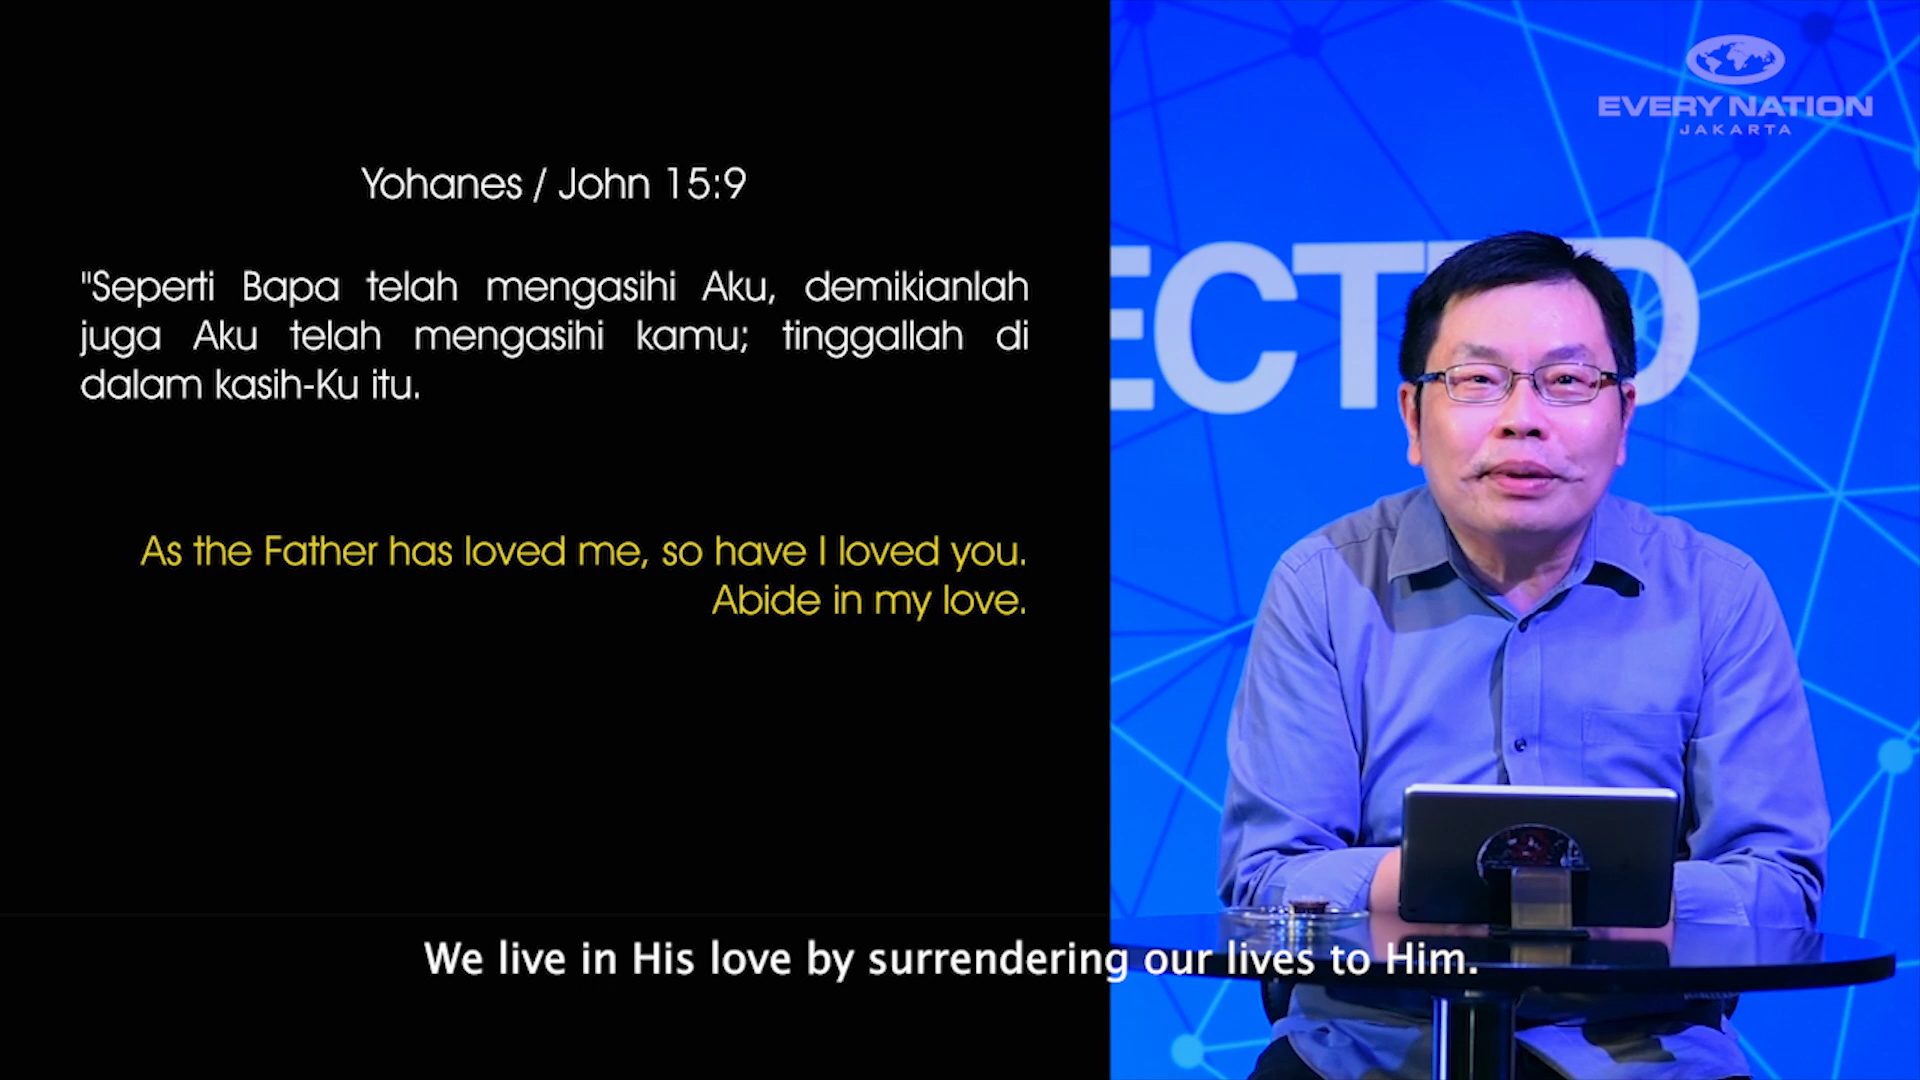 Yohanes / John 15:9
"Seperti Bapa telah mengasihi Aku, demikianlah
juga Aku telah mengasihi kamu; tinggallah di
dalam kasih-Ku itu.
As the Father has loved me, so have I loved you.
Abide in my love.
EVERY NATION
JAKARTA
ECTED
We live in His love by surrendering our lives to Him.